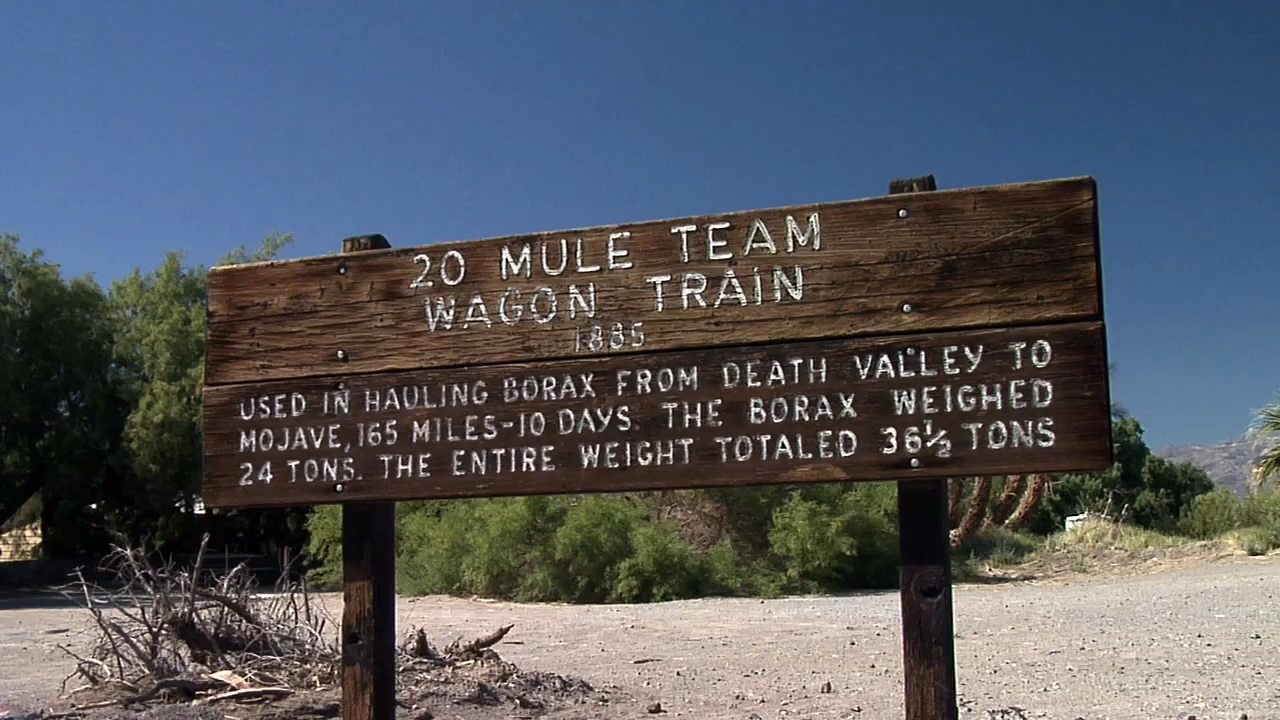 20 MULE TEAM
WAGON TRAIN
1885
USED IN HAULING BORAX FROM DEATH VALLEY TO
MOJAVE, 165 MILES-10 DAYS. THE BORAX WEIGHED
24 TONS. THE ENTIRE WEIGHT TOTALED 36½ TONS